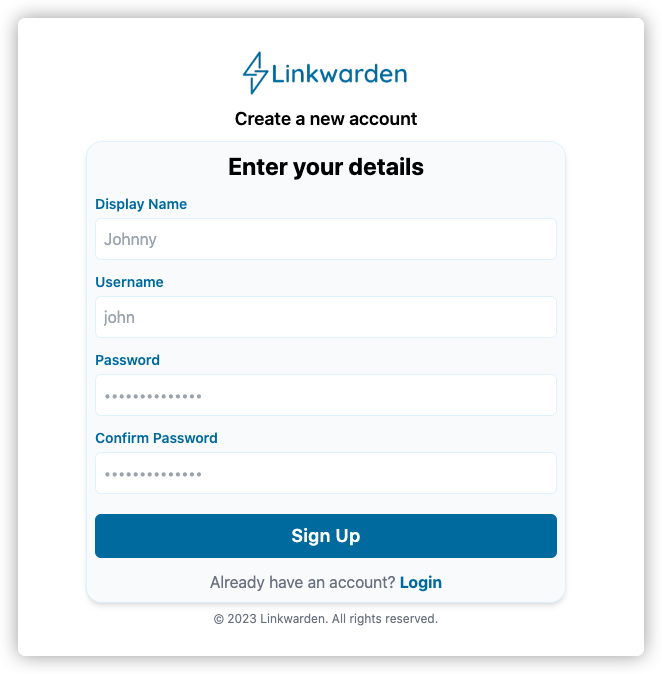 Linkwarden
Create a new account
Enter your details
Display Name
Johnny
Username
john
Password
••••••••••••••
Confirm Password
••••••••••••••
Sign Up
Already have an account? Login
© 2023 Linkwarden. All rights reserved.